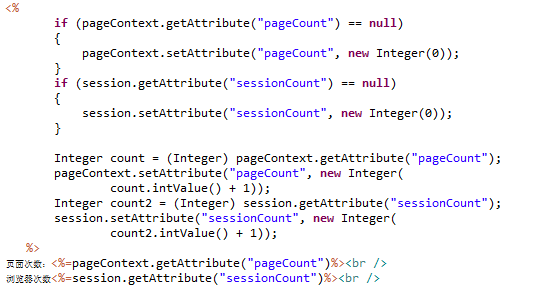 <%
if (pageContext.getAttribute("pageCount") == null)
{
pageContext.setAttribute("pageCount", new Integer(0));
}
if (session.getAttribute("sessionCount") == null)
{
session.setAttribute("sessionCount", new Integer(0));
}
Integer count = (Integer) pageContext.getAttribute("pageCount");
pageContext.setAttribute("pageCount", new Integer(
count.intValue() + 1));
Integer count2 = (Integer) session.getAttribute("sessionCount");
session.setAttribute("sessionCount", new Integer(
count2.intValue() + 1));
%>
页面次数：<%=pageContext.getAttribute("pageCount")%><br />
浏览器次数<%=session.getAttribute("sessionCount")%><br />